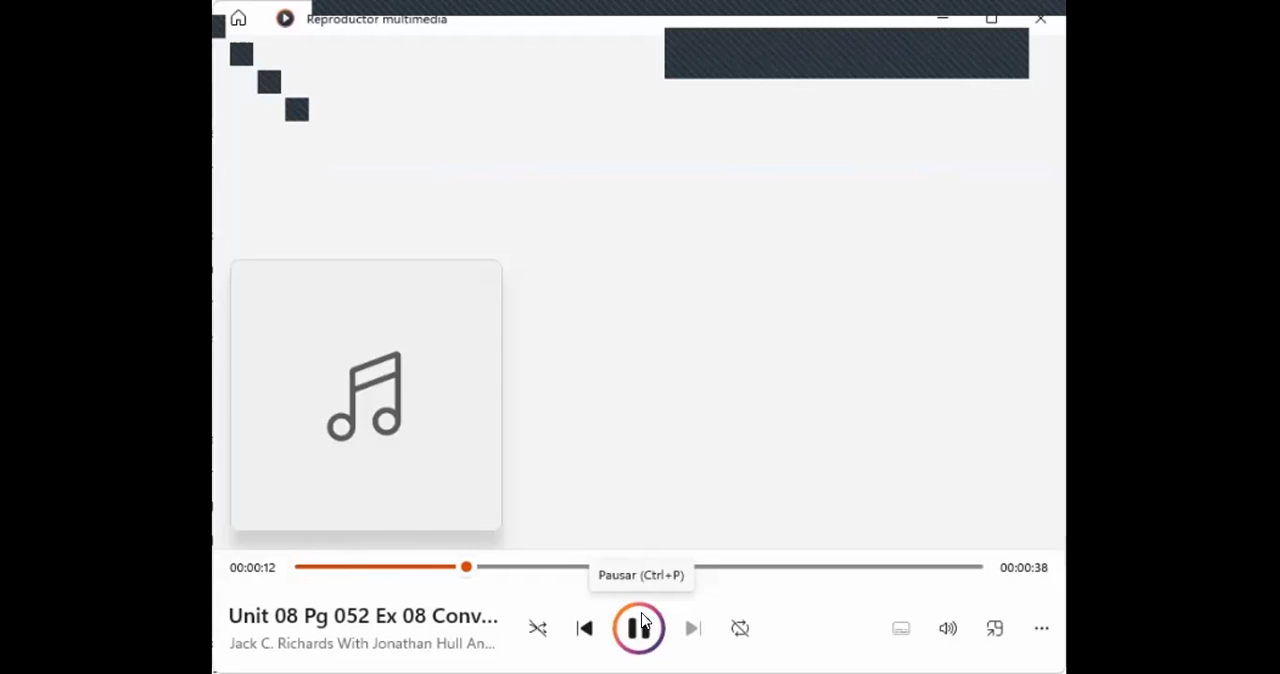 Reproductor multimedia
00:00:12
Pausar (Ctrl+P)
00:00:38
Unit 08 Pg 052 Ex 08 Conv...
Jack C. Richards With Jonathan Hull An...